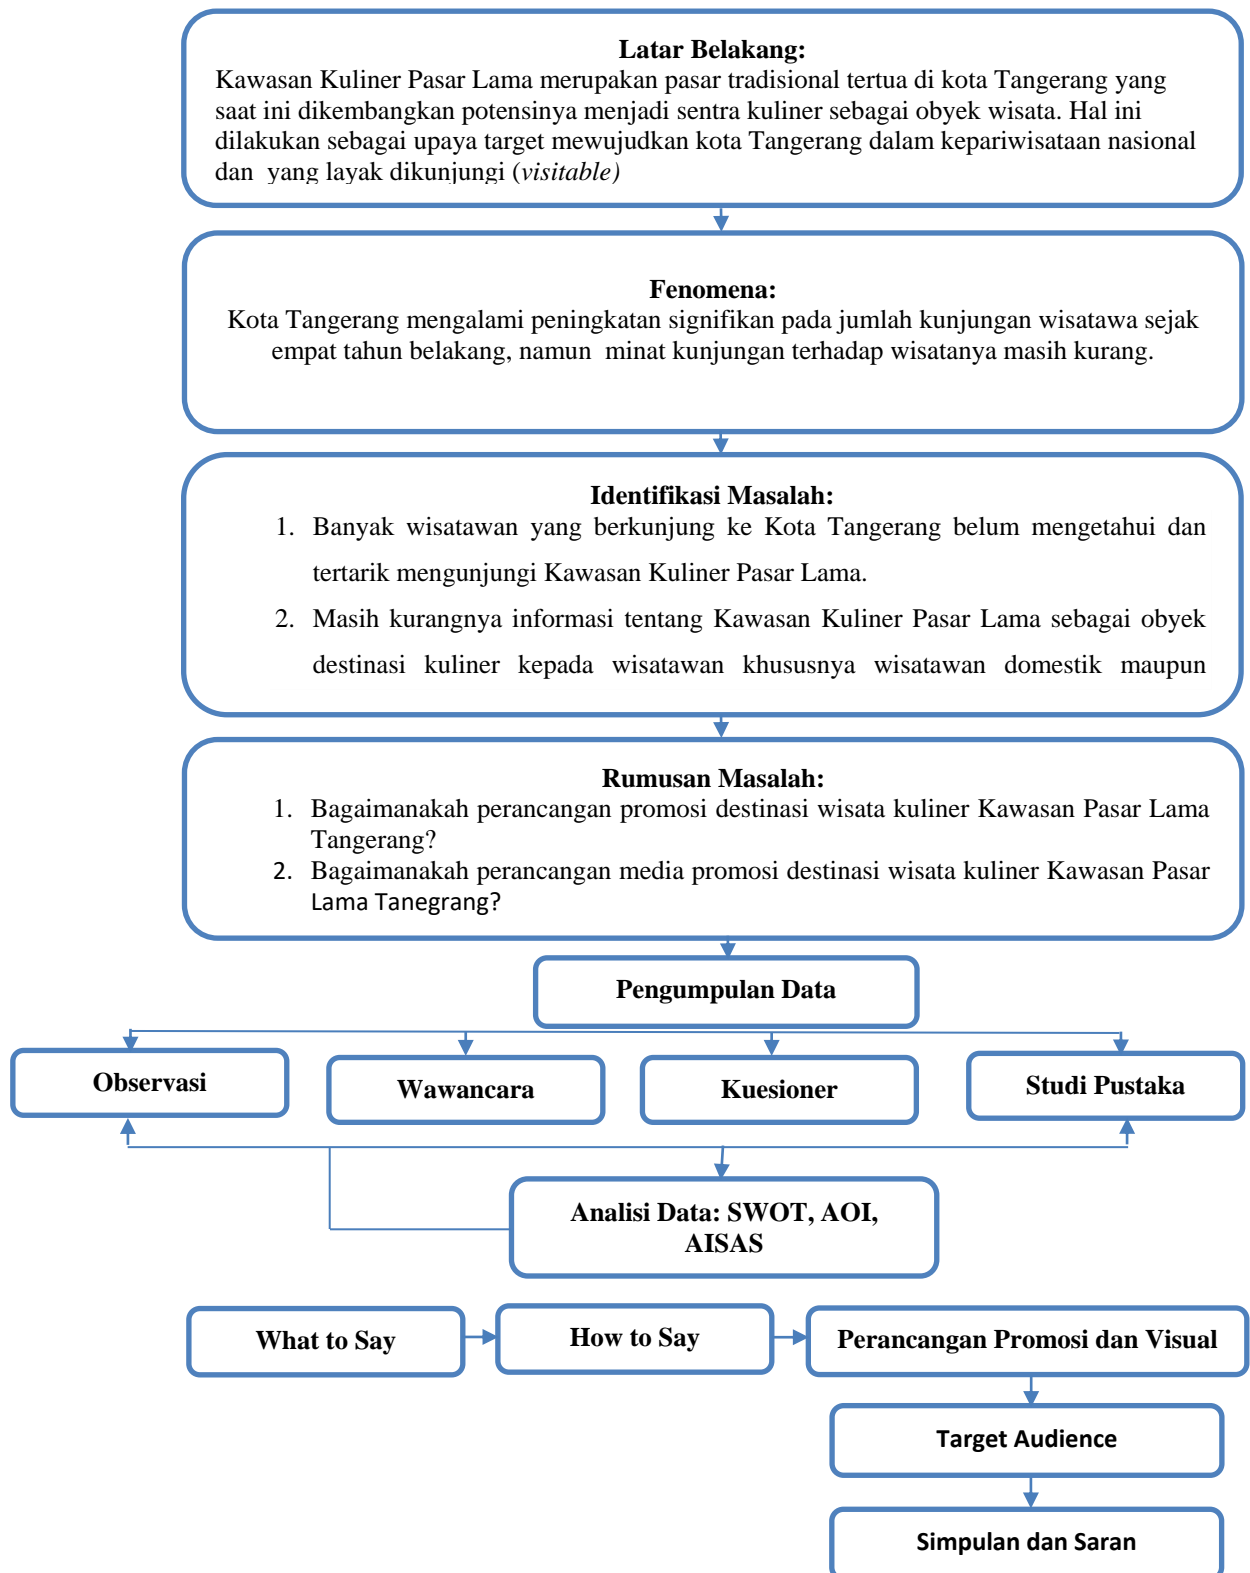 Latar Belakang:
Kawasan Kuliner Pasar Lama merupakan pasar tradisional tertua di kota Tangerang yang
saat ini dikembangkan potensinya menjadi sentra kuliner sebagai obyek wisata. Hal ini
dilakukan sebagai upaya target mewujudkan kota Tangerang dalam kepariwisataan nasional
dan yang layak dikunjungi (visitable)
Fenomena:
Kota Tangerang mengalami peningkatan signifikan pada jumlah kunjungan wisatawa sejak
empat tahun belakang, namun minat kunjungan terhadap wisatanya masih kurang.
Identifikasi Masalah:
1. Banyak wisatawan yang berkunjung ke Kota Tangerang belum mengetahui dan
tertarik mengunjungi Kawasan Kuliner Pasar Lama.
2. Masih kurangnya informasi tentang Kawasan Kuliner Pasar Lama sebagai obyek
destinasi kuliner kepada wisatawan khususnya wisatawan domestik maupun
Rumusan Masalah:
1. Bagaimanakah perancangan promosi destinasi wisata kuliner Kawasan Pasar Lama
Tangerang?
2. Bagaimanakah perancangan media promosi destinasi wisata kuliner Kawasan Pasar
Lama Tanegrang?
Pengumpulan Data
Observasi
Wawancara
Kuesioner
Studi Pustaka
Analisi Data: SWOT, AOI,
AISAS
What to Say
How to Say
Perancangan Promosi dan Visual
Target Audience
Simpulan dan Saran